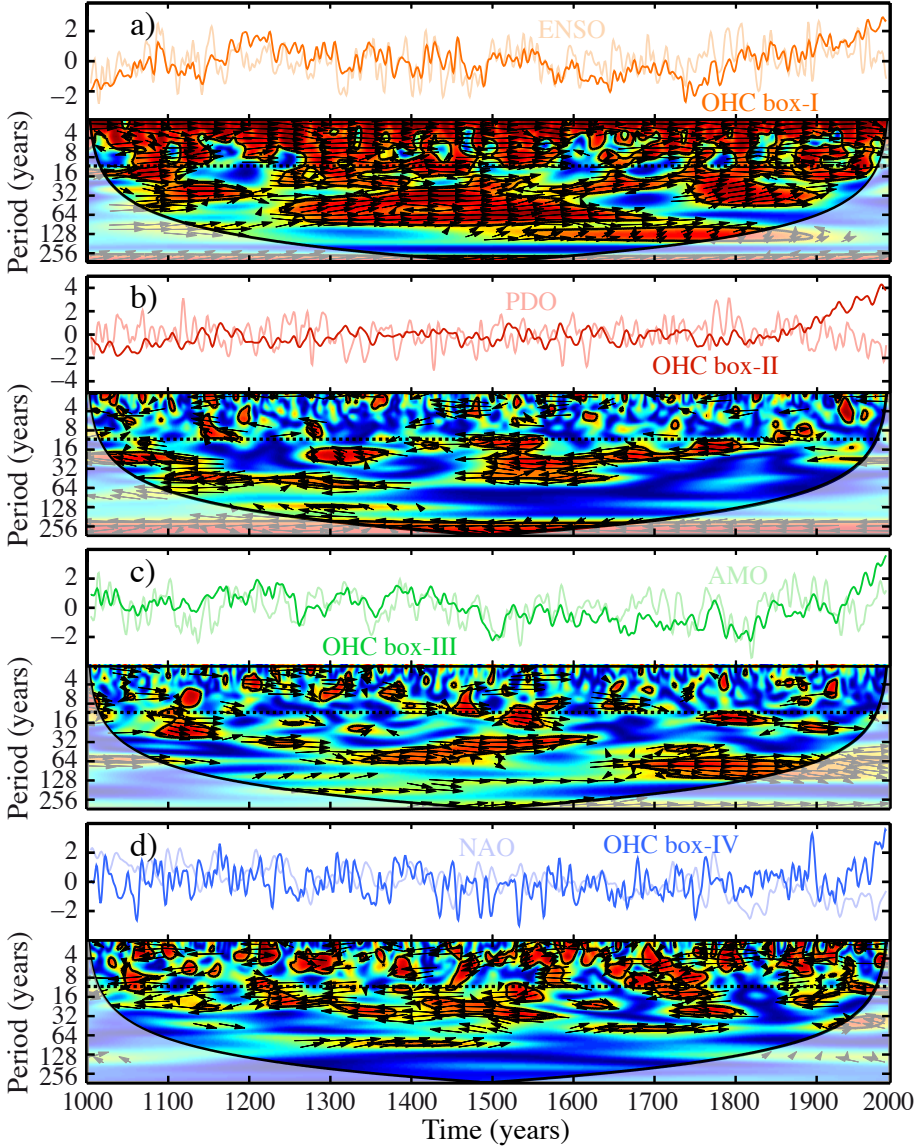 a)
ENSO
2
0
−2
OHC box-I
Period (years)
4
8
16
32
64
128
256
b)
PDO
4
2
0
−2
−4
OHC box-II
Period (years)
4
8
16
32
64
128
256
c)
AMO
2
0
−2
OHC box-III
Period (years)
4
8
16
32
64
128
256
d)
NAO
OHC box-IV
2
0
−2
Period (years)
4
8
16
32
64
128
256
1000 1100 1200 1300 1400 1500 1600 1700 1800 1900 2000
Time (years)